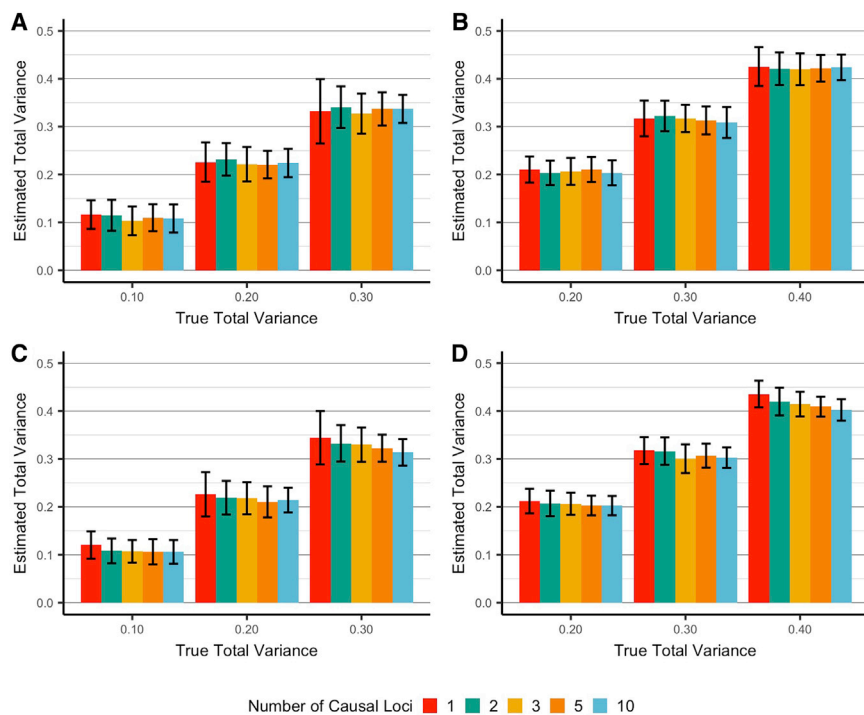 A
Estimated Total Variance
0.5
0.4
0.3
0.2
0.1
0.0
0.10 0.20 0.30
True Total Variance
B
Estimated Total Variance
0.5
0.4
0.3
0.2
0.1
0.0
0.20 0.30 0.40
True Total Variance
C
Estimated Total Variance
0.5
0.4
0.3
0.2
0.1
0.0
0.10 0.20 0.30
True Total Variance
D
Estimated Total Variance
0.5
0.4
0.3
0.2
0.1
0.0
0.20 0.30 0.40
True Total Variance
Number of Causal Loci 1 2 3 5 10